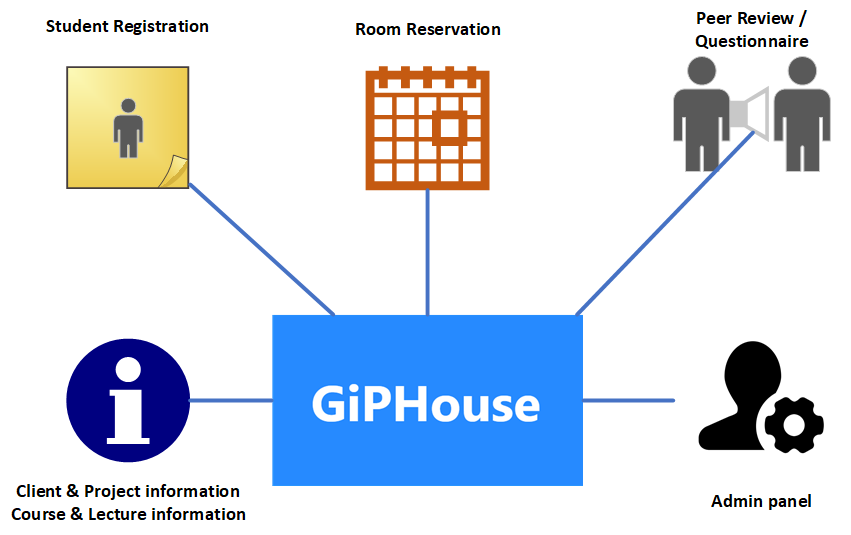 Student Registration
Room Reservation
Peer Review /
Questionnaire
GiPHouse
Client & Project information
Course & Lecture information
Admin panel